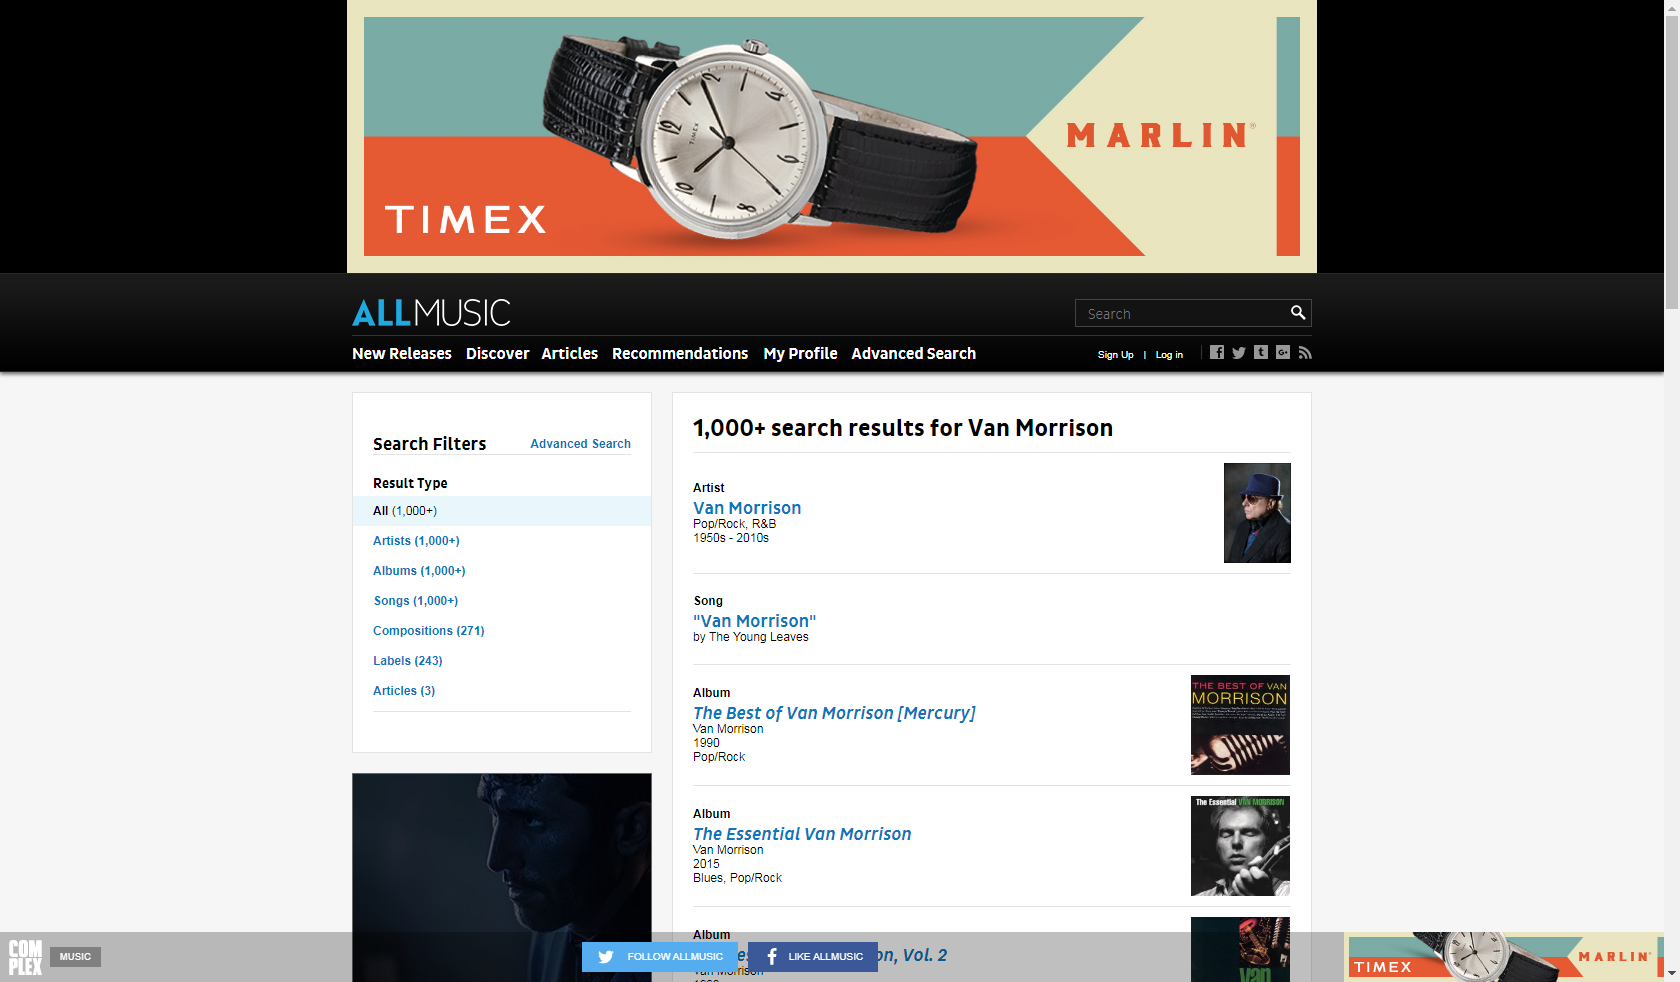 TIMEX
MARLIN®
ALLMUSIC
Search
New Releases Discover Articles Recommendations My Profile Advanced Search
Sign Up | Log in
Search Filters
Advanced Search
Result Type
All (1,000+)
Artists (1,000+)
Albums (1,000+)
Songs (1,000+)
Compositions (271)
Labels (243)
Articles (3)
1,000+ search results for Van Morrison
Artist
Van Morrison
Pop/Rock, R&B
1950s - 2010s
Song
"Van Morrison"
by The Young Leaves
Album
The Best of Van Morrison [Mercury]
Van Morrison
1990
Pop/Rock
THE BEST OF VAN
MORRISON
Album
The Essential Van Morrison
Van Morrison
2015
Blues, Pop/Rock
The Essential VAN MORRISON
Album
on, Vol. 2
Van Morrison
van
COM
PLEX
MUSIC
FOLLOW ALLMUSIC
LIKE ALLMUSIC
TIMEX
MARLIN